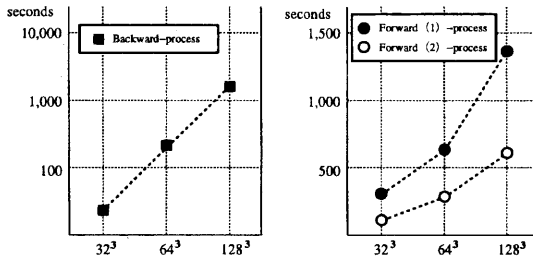 seconds
10,000
Backward-process
1,000
100
32³
64³
128³
seconds
1,500
Forward (1) -process
Forward (2) -process
1,000
500
32³
64³
128³